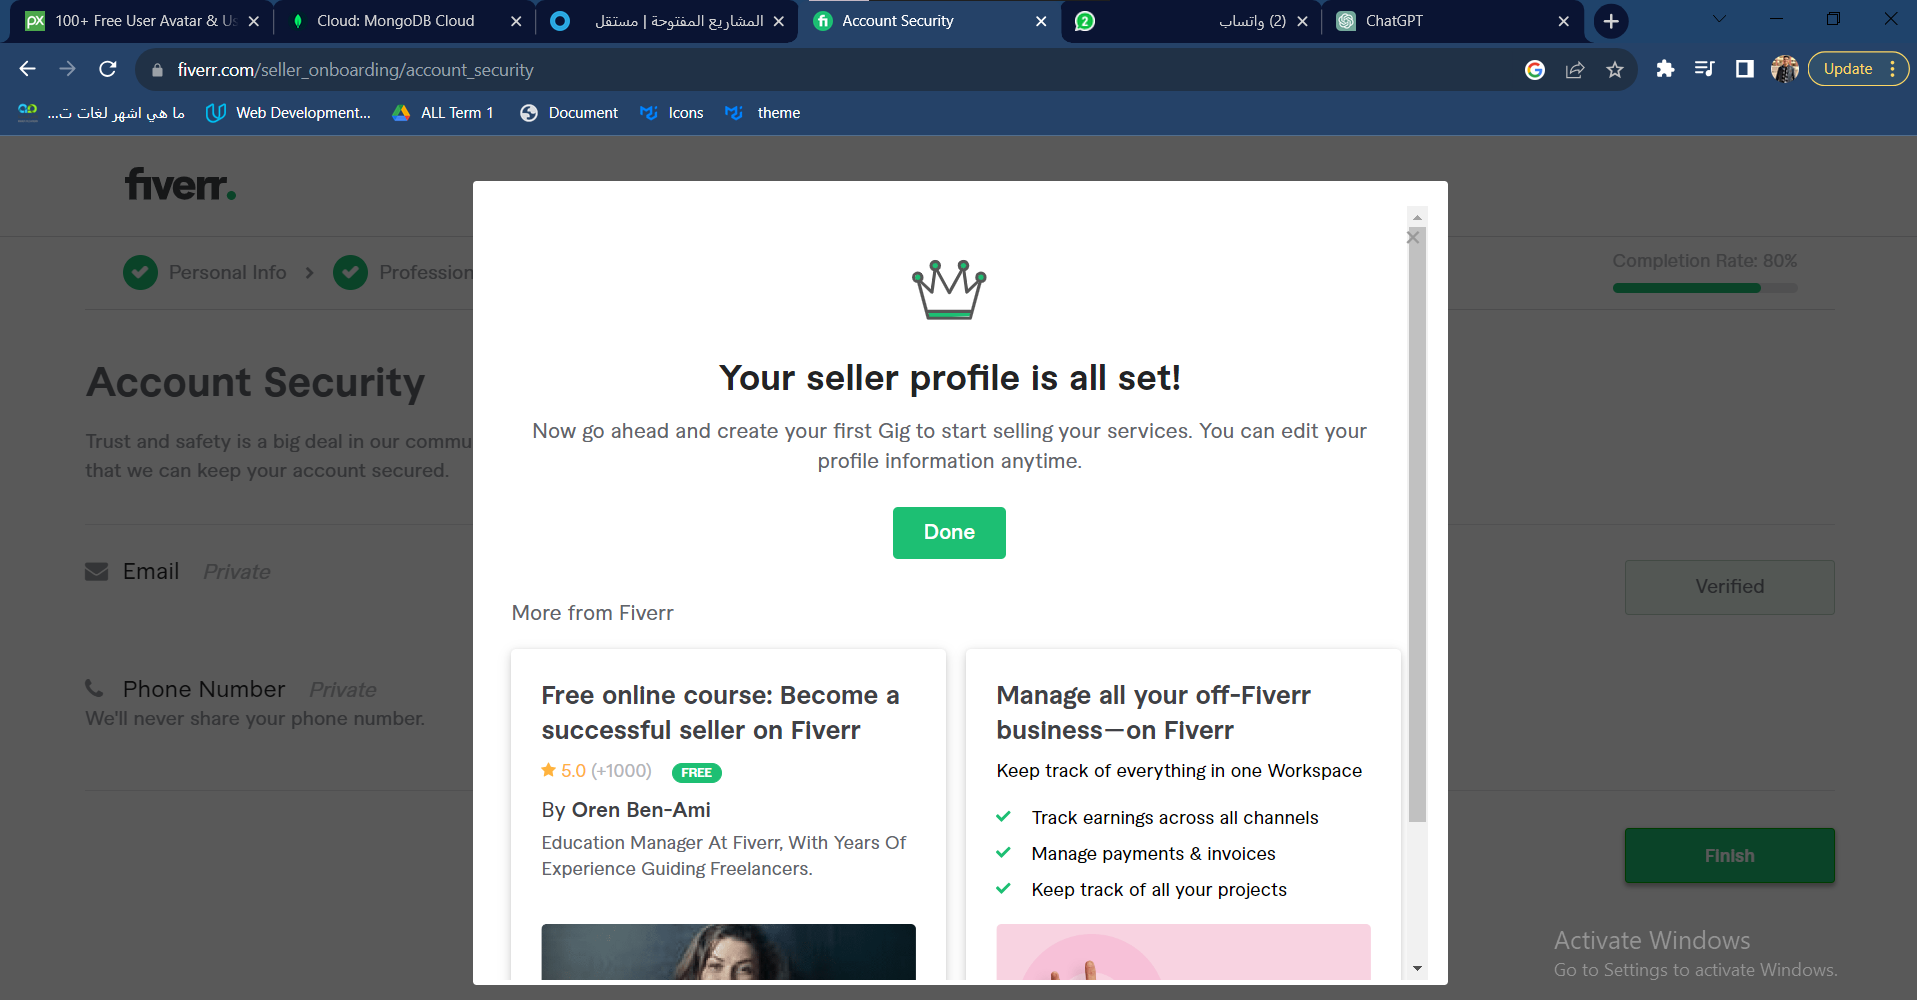 100+ Free User Avatar & Us
Cloud: MongoDB Cloud
المشاريع المفتوحة | مستقل
Account Security
(2) واتساب
ChatGPT
fiverr.com/seller_onboarding/account_security
Update
ما هي اشهر لغات ت...
Web Development...
ALL Term 1
Document
Icons
theme
fiverr.
Personal Info
Profession
Completion Rate: 80%
Account Security
Trust and safety is a big deal in our commu
that we can keep your account secured.
Email Private
Verified
Phone Number Private
We'll never share your phone number.
Finish
Your seller profile is all set!
Now go ahead and create your first Gig to start selling your services. You can edit your
profile information anytime.
Done
More from Fiverr
Free online course: Become a
successful seller on Fiverr
5.0 (+1000) FREE
By Oren Ben-Ami
Education Manager At Fiverr, With Years Of
Experience Guiding Freelancers.
Manage all your off-Fiverr
business—on Fiverr
Keep track of everything in one Workspace
Track earnings across all channels
Manage payments & invoices
Keep track of all your projects
Activate Windows
Go to Settings to activate Windows.